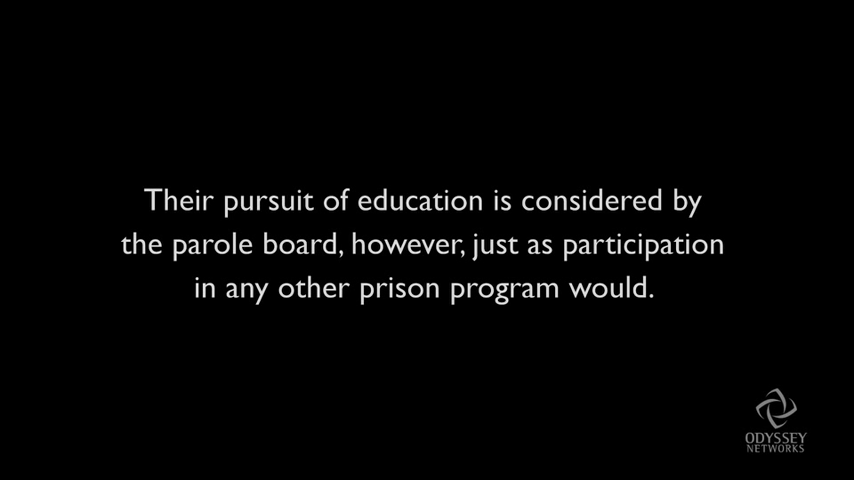 Their pursuit of education is considered by
the parole board, however, just as participation
in any other prison program would.
ODYSSEY
NETWORKS